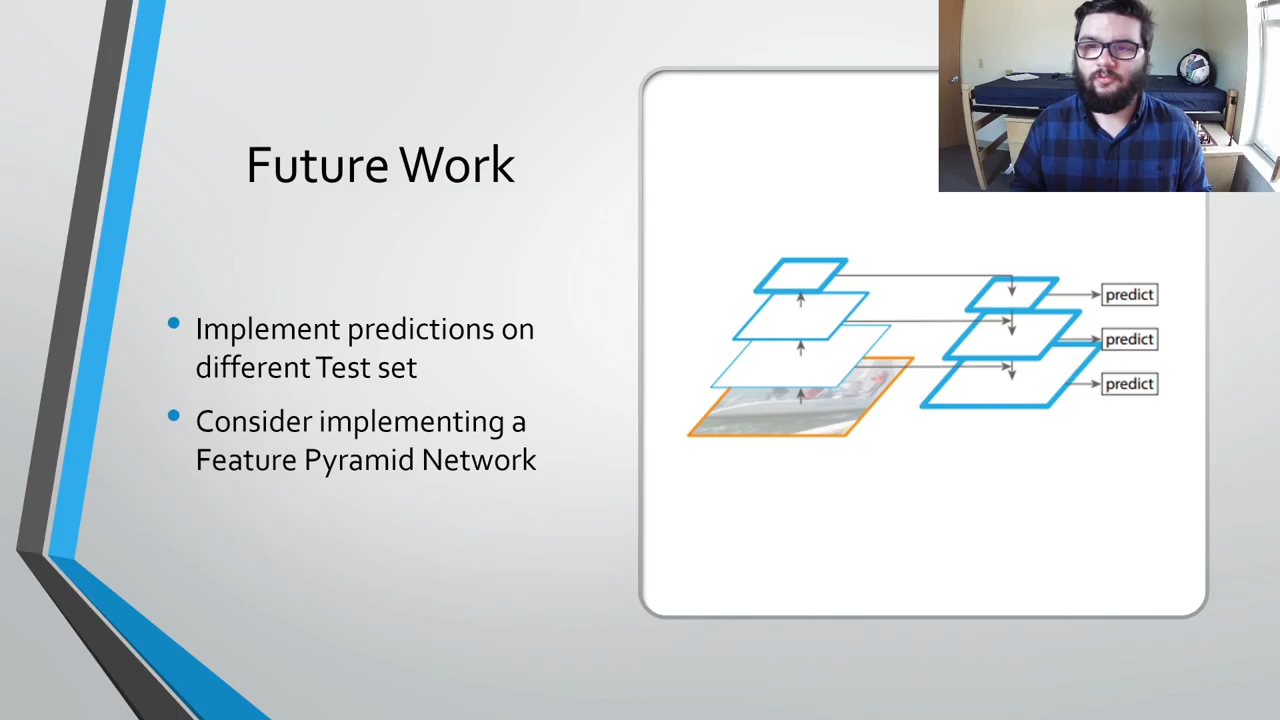 Future Work
Implement predictions on
different Test set
Consider implementing a
Feature Pyramid Network
predict
predict
predict